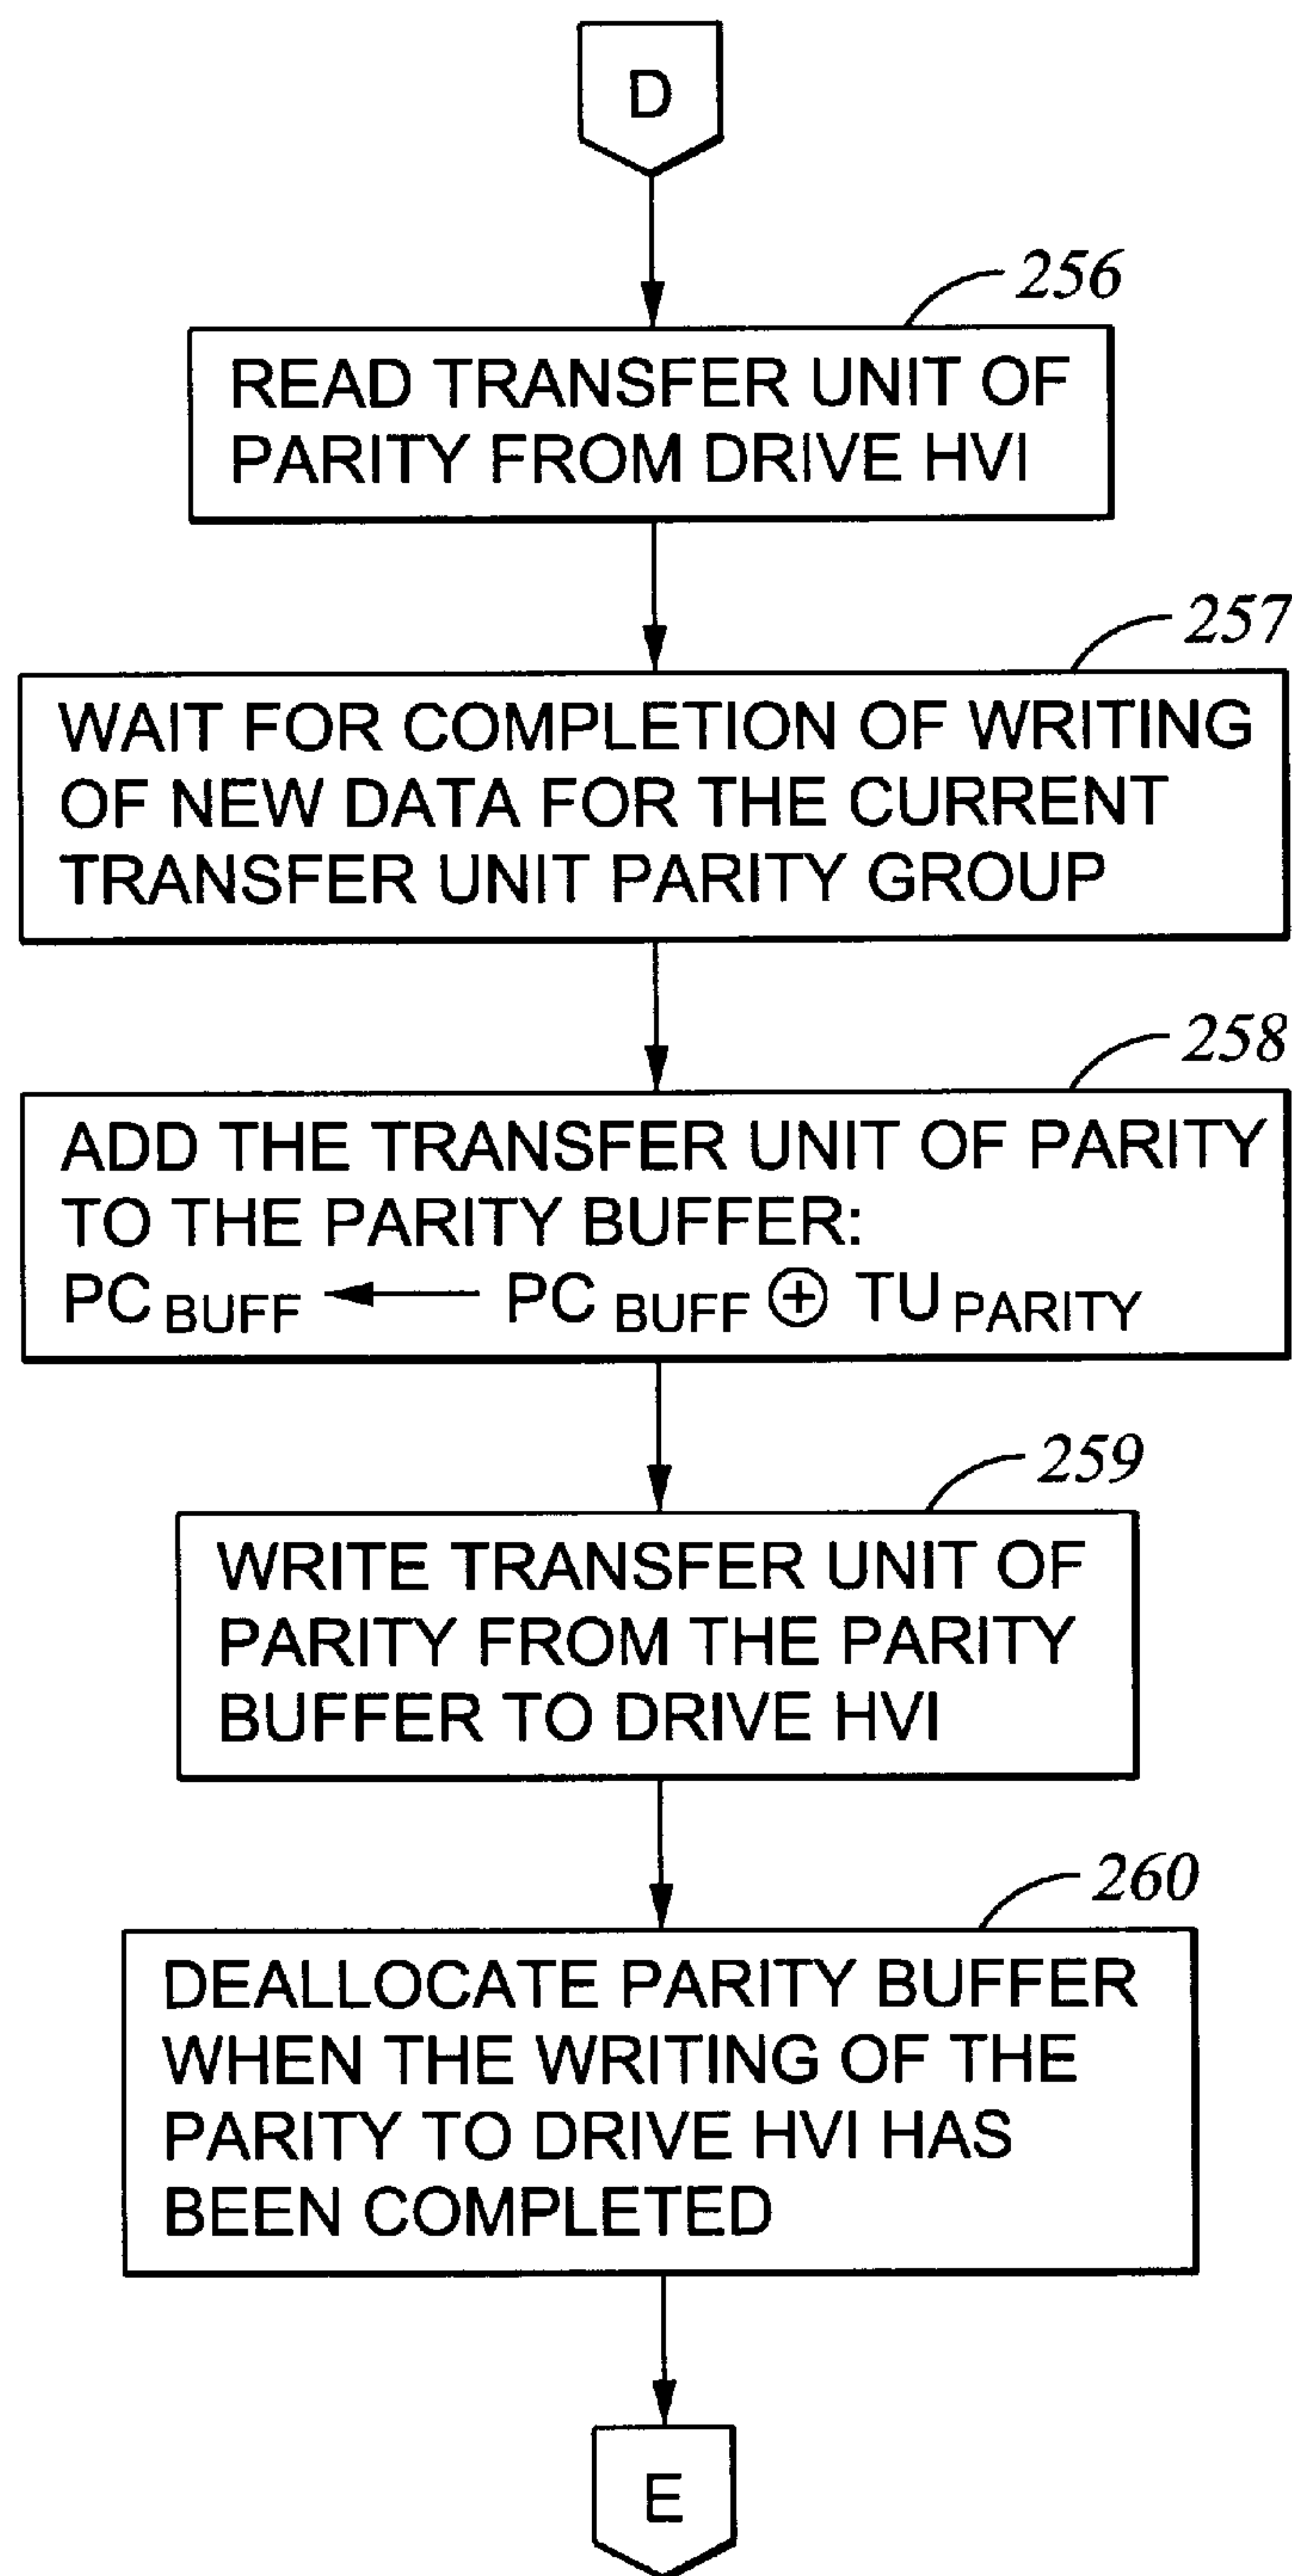 D
256
READ TRANSFER UNIT OF
PARITY FROM DRIVE HVI
257
WAIT FOR COMPLETION OF WRITING
OF NEW DATA FOR THE CURRENT
TRANSFER UNIT PARITY GROUP
258
ADD THE TRANSFER UNIT OF PARITY
TO THE PARITY BUFFER:
PC BUFF ← PC BUFF ⊕ TU PARITY
259
WRITE TRANSFER UNIT OF
PARITY FROM THE PARITY
BUFFER TO DRIVE HVI
260
DEALLOCATE PARITY BUFFER
WHEN THE WRITING OF THE
PARITY TO DRIVE HVI HAS
BEEN COMPLETED
E